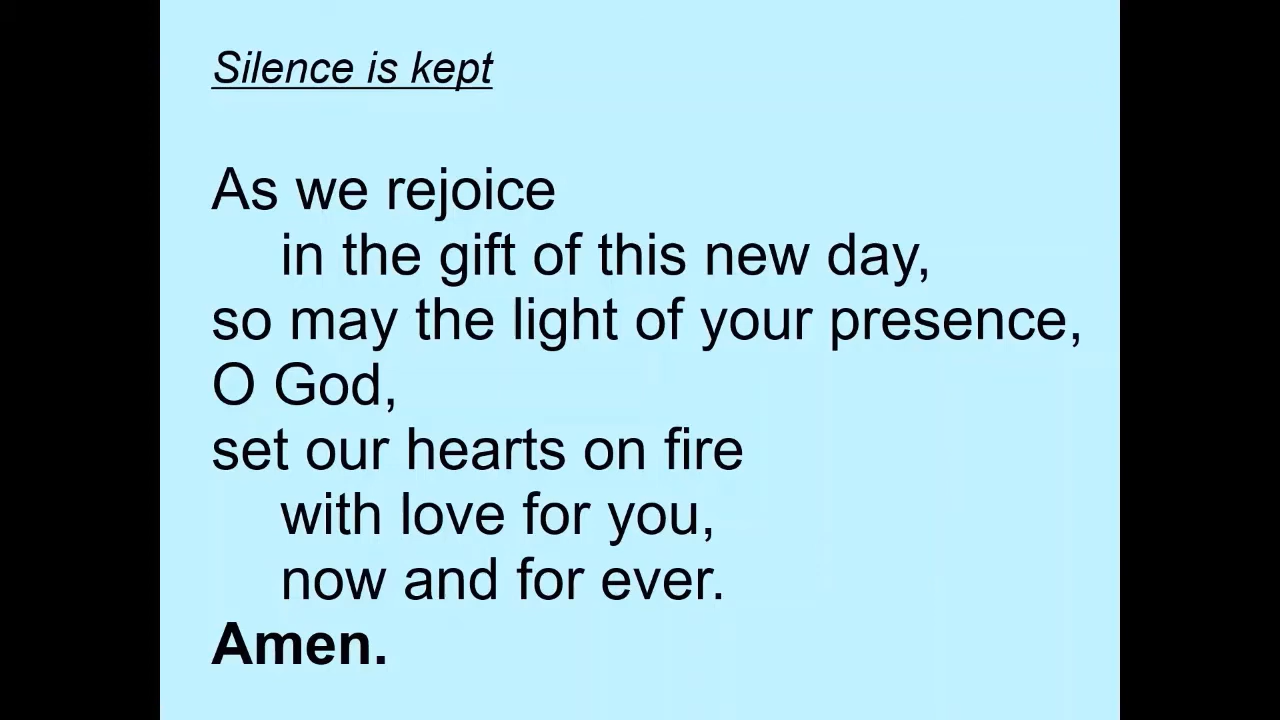 Silence is kept
As we rejoice
in the gift of this new day,
so may the light of your presence,
O God,
set our hearts on fire
with love for you,
now and for ever.
Amen.